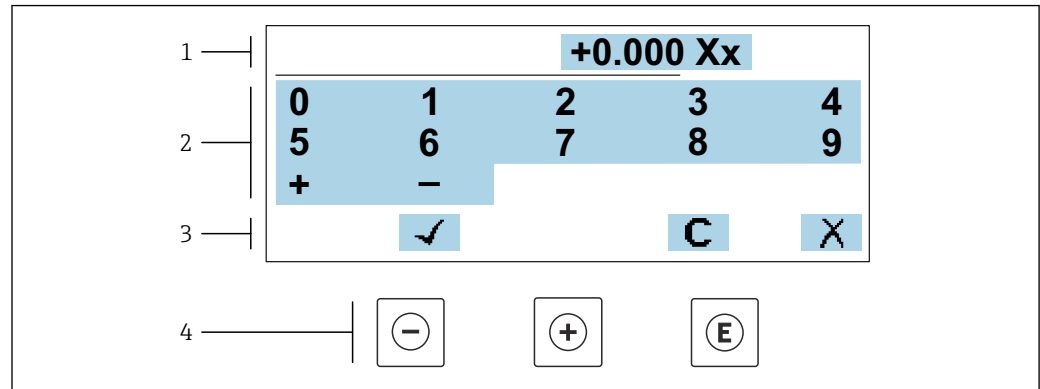 1 +0.000 Xx
0 1 2 3 4
2 5 6 7 8 9
+ −
3 ✓ C X
4 − + E